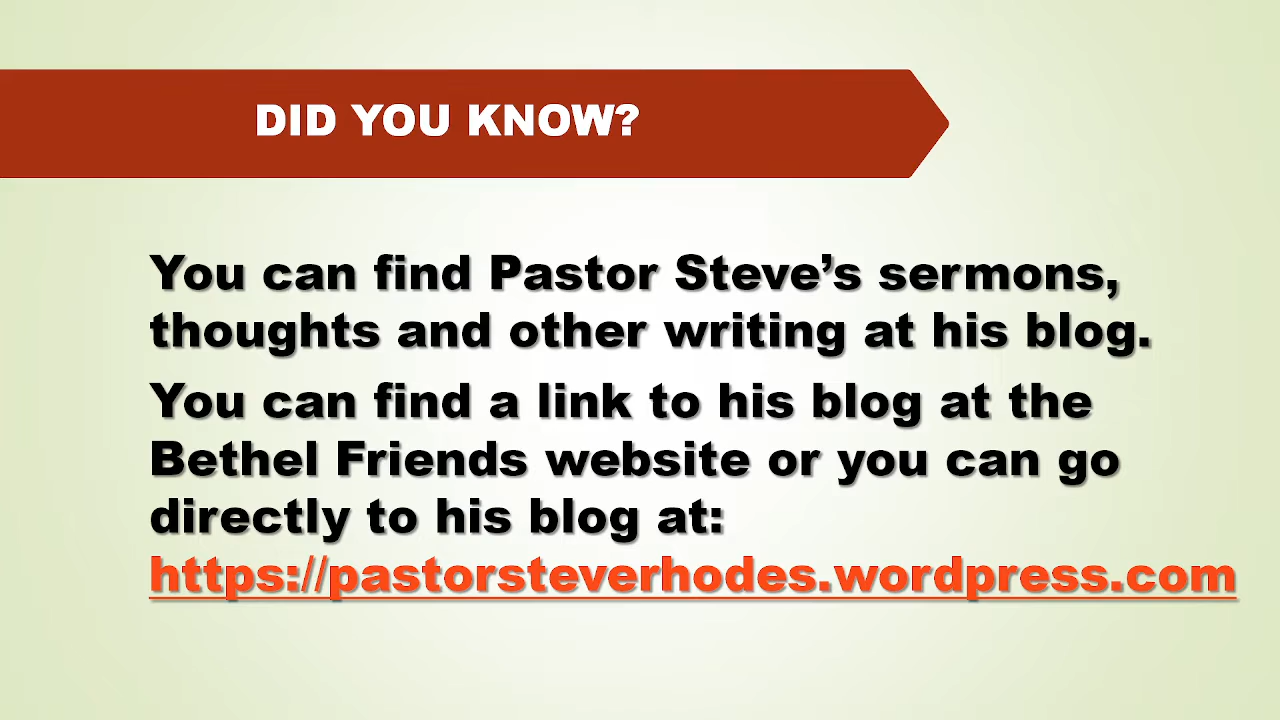 DID YOU KNOW?
You can find Pastor Steve’s sermons,
thoughts and other writing at his blog.
You can find a link to his blog at the
Bethel Friends website or you can go
directly to his blog at:
https://pastorsteverhodes.wordpress.com